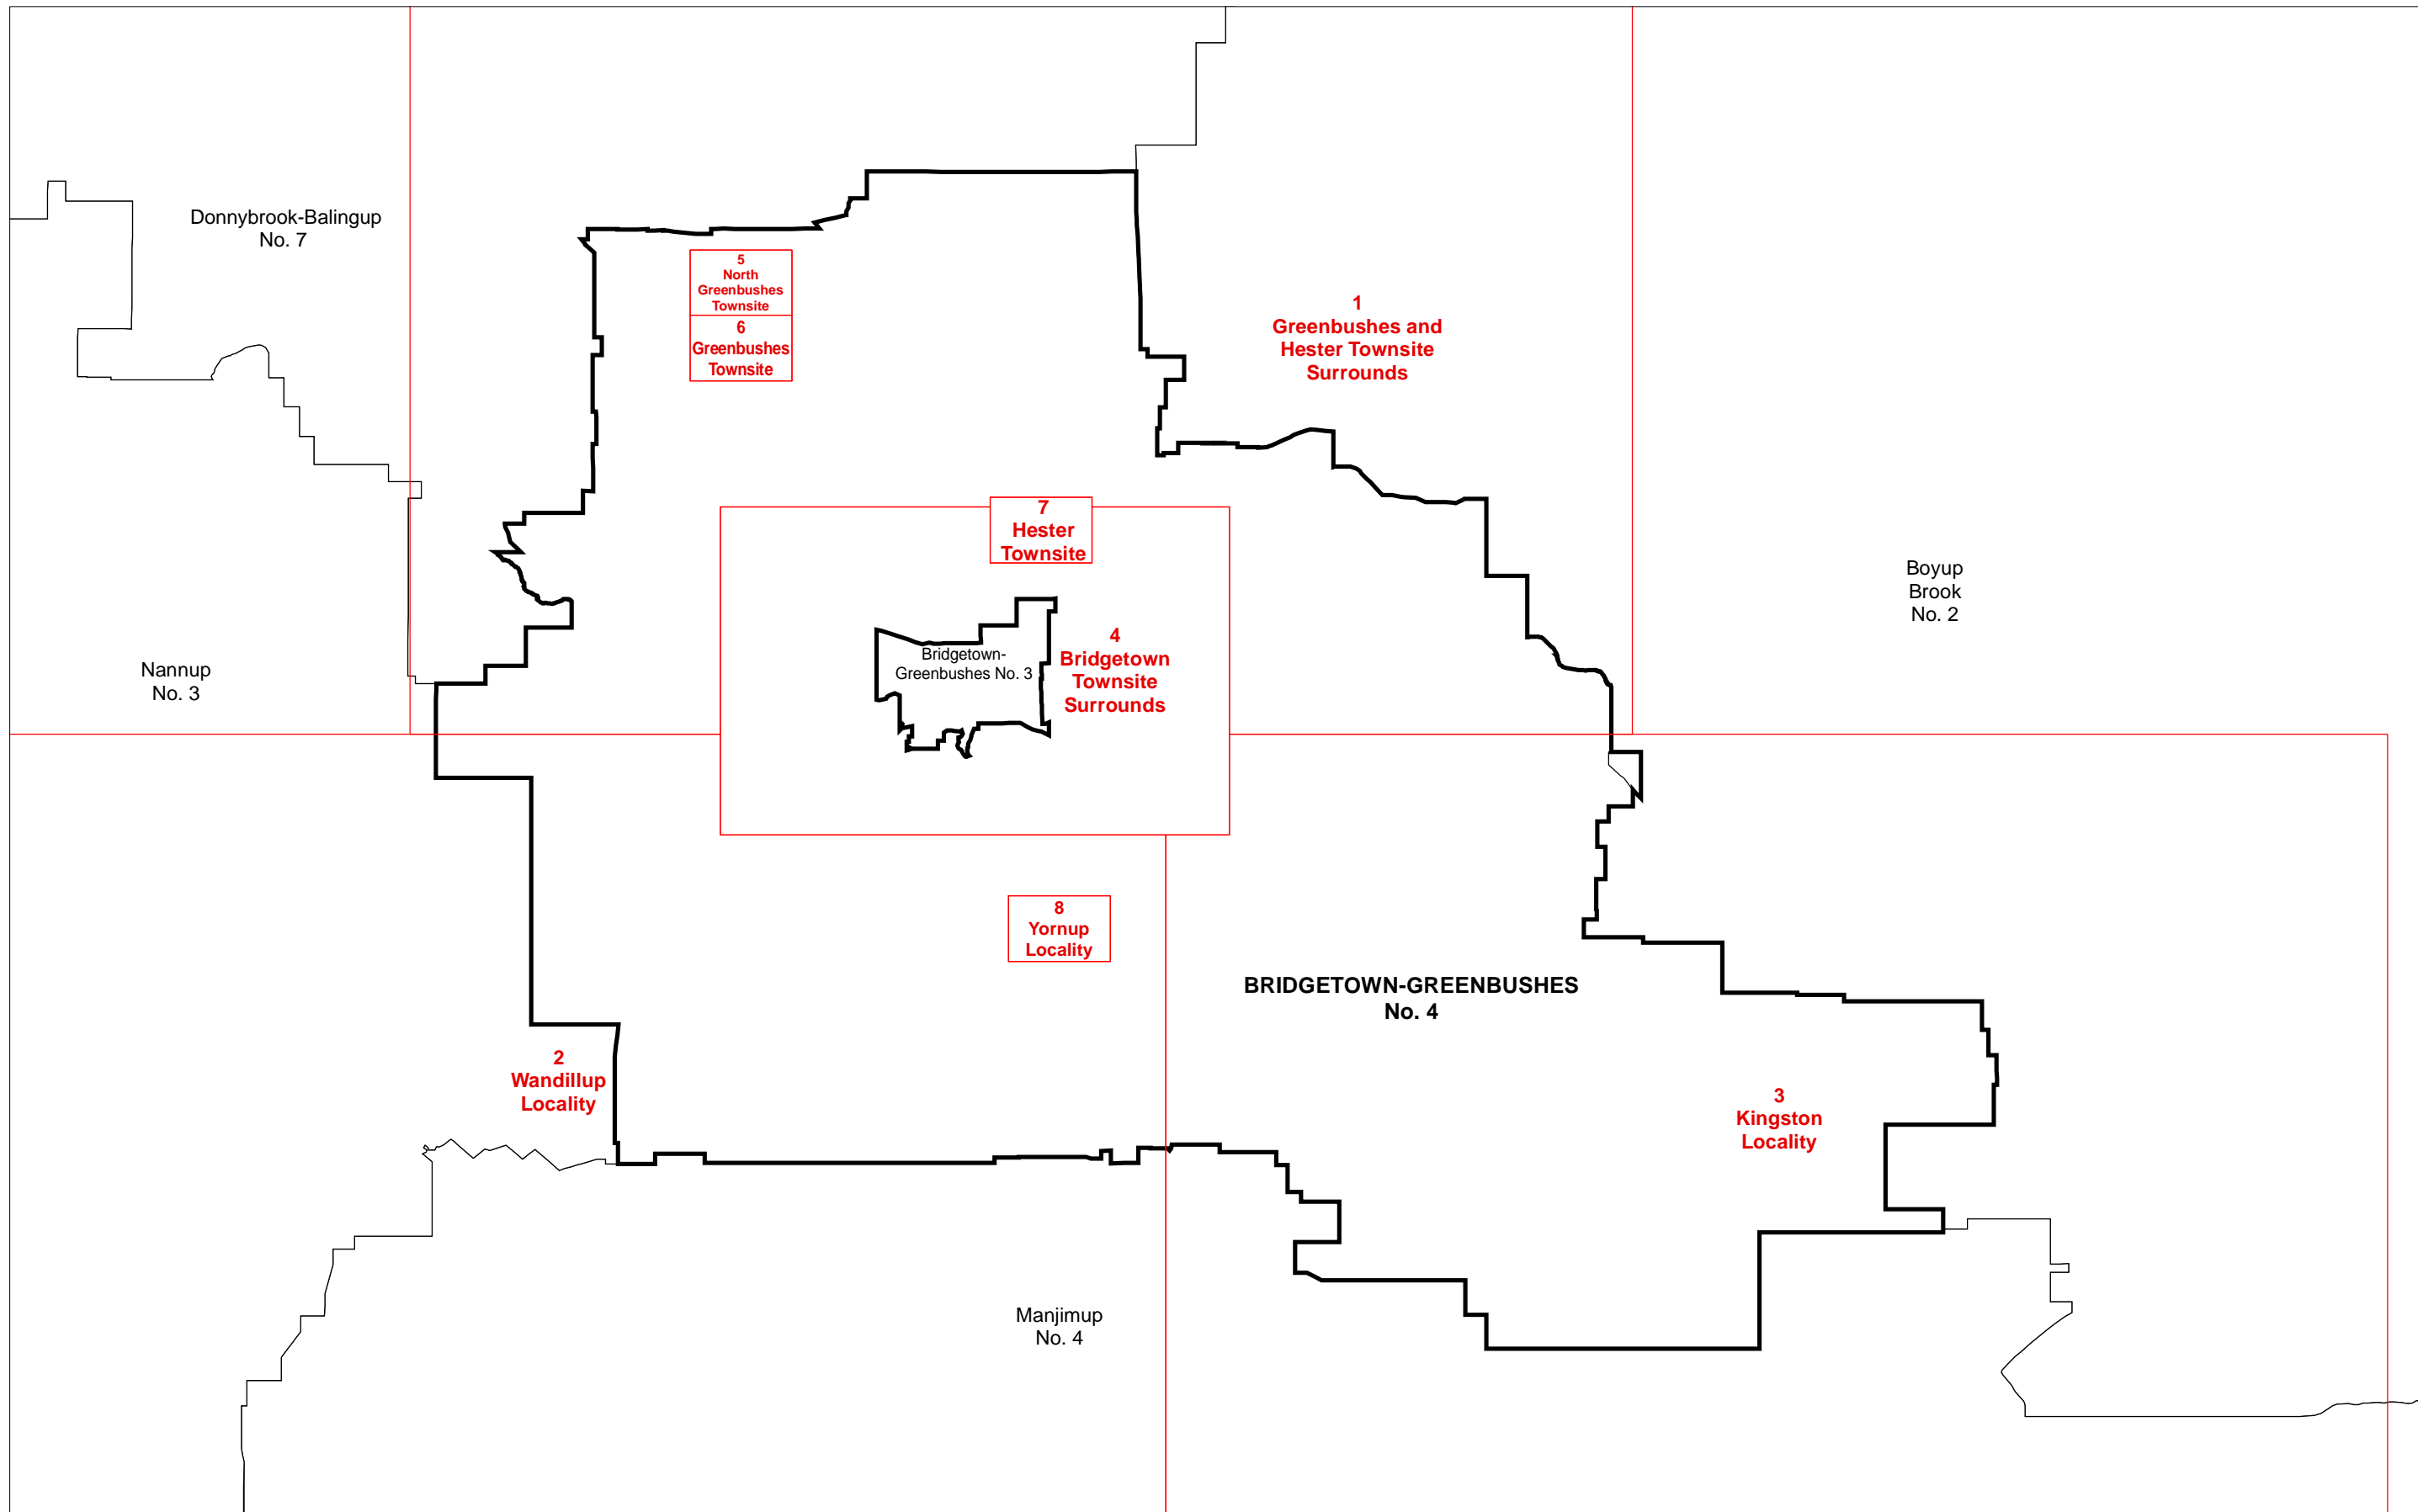 Donnybrook-Balingup
No. 7
5
North
Greenbushes
Townsite
6
Greenbushes
Townsite
1
Greenbushes and
Hester Townsite
Surrounds
7
Hester
Townsite
Boyup
Brook
No. 2
Bridgetown-
Greenbushes No. 3
4
Bridgetown
Townsite
Surrounds
Nannup
No. 3
8
Yornup
Locality
BRIDGETOWN-GREENBUSHES
No. 4
2
Wandillup
Locality
3
Kingston
Locality
Manjimup
No. 4